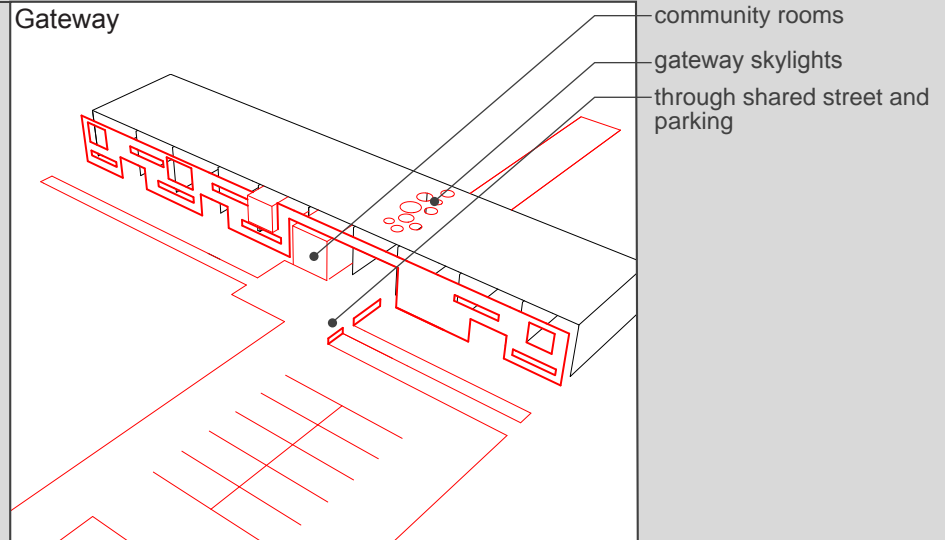 Gateway
community rooms
gateway skylights
through shared street and
parking